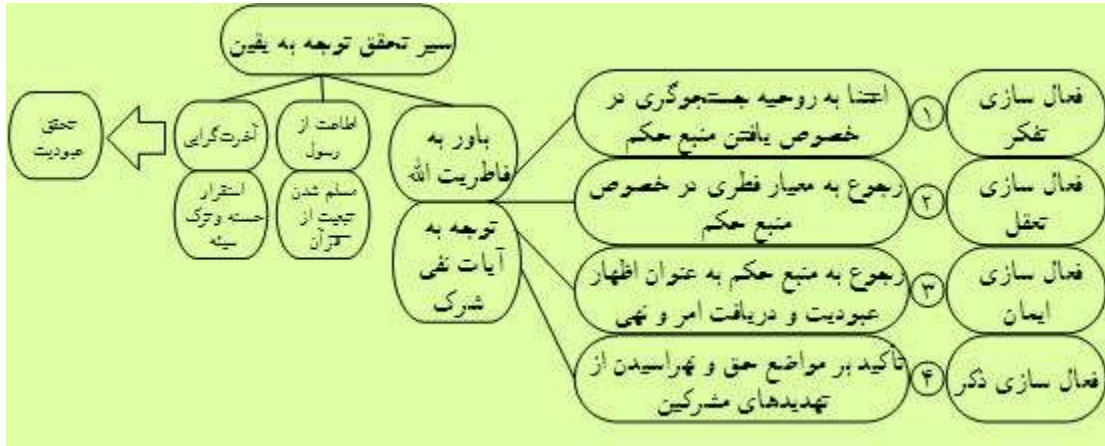 سیر تحقق توجه به یقین
فعال سازی
تفکر
۱
اعتنا به روحیه جستجوگری در
خصوص یافتن منبع حکم
فعال سازی
تعقل
۲
رجوع به معیار فطری در خصوص
منبع حکم
فعال سازی
ایمان
۳
رجوع به منبع حکم به عنوان اظهار
عبودیت و دریافت امر و نهی
فعال سازی ذکر
۴
تأکید بر مواضع حق و نهراسیدن از
تهدیدهای مشرکین
باور به
فاطریت الله
توجه به
آیات نفی
شرک
اطاعت از
رسول
مسلم شدن
تبعیت از
قرآن
آخرت‌گرایی
استقرار
حسنه و ترک
سیئه
تحقق
عبودیت